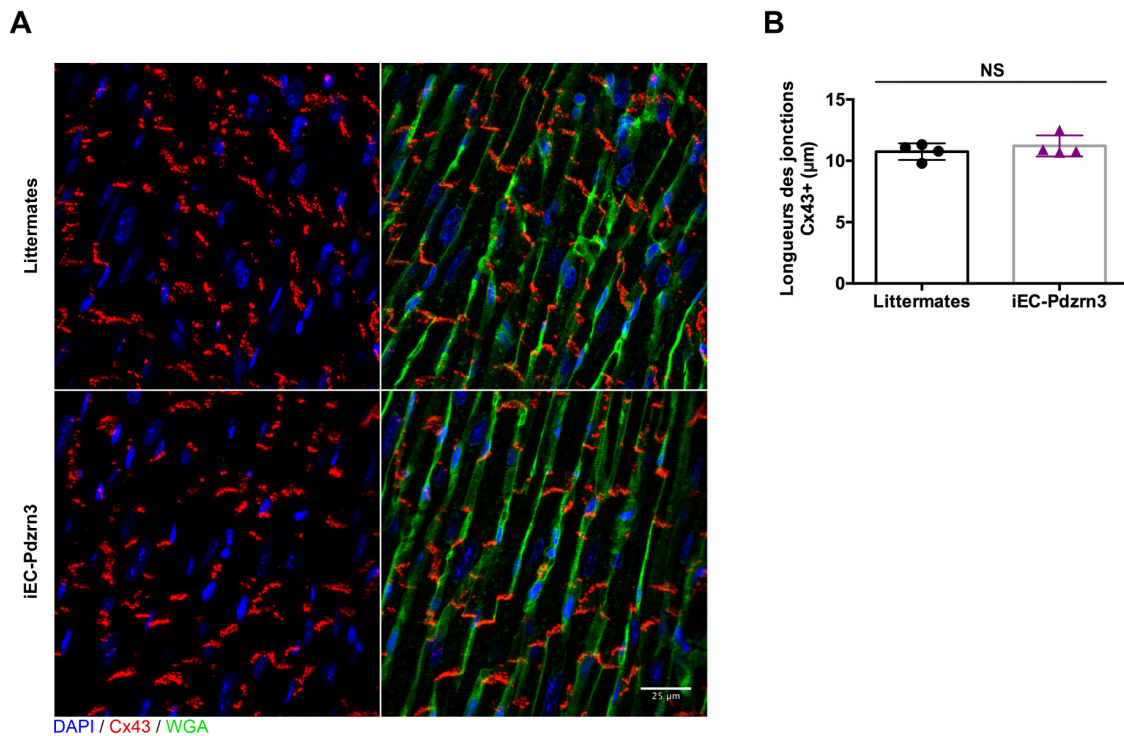 A
B
Littermates
iEC-Pdzrn3
25 µm
DAPI / Cx43 / WGA
NS
Longueurs des jonctions
Cx43+ (µm)
15
10
5
0
Littermates
iEC-Pdzrn3